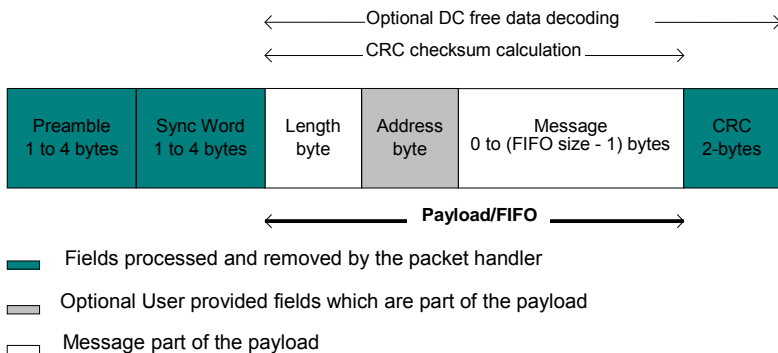 Optional DC free data decoding
CRC checksum calculation
Preamble
1 to 4 bytes
Sync Word
1 to 4 bytes
Length
byte
Address
byte
Message
0 to (FIFO size - 1) bytes
CRC
2-bytes
Payload/FIFO
Fields processed and removed by the packet handler
Optional User provided fields which are part of the payload
Message part of the payload